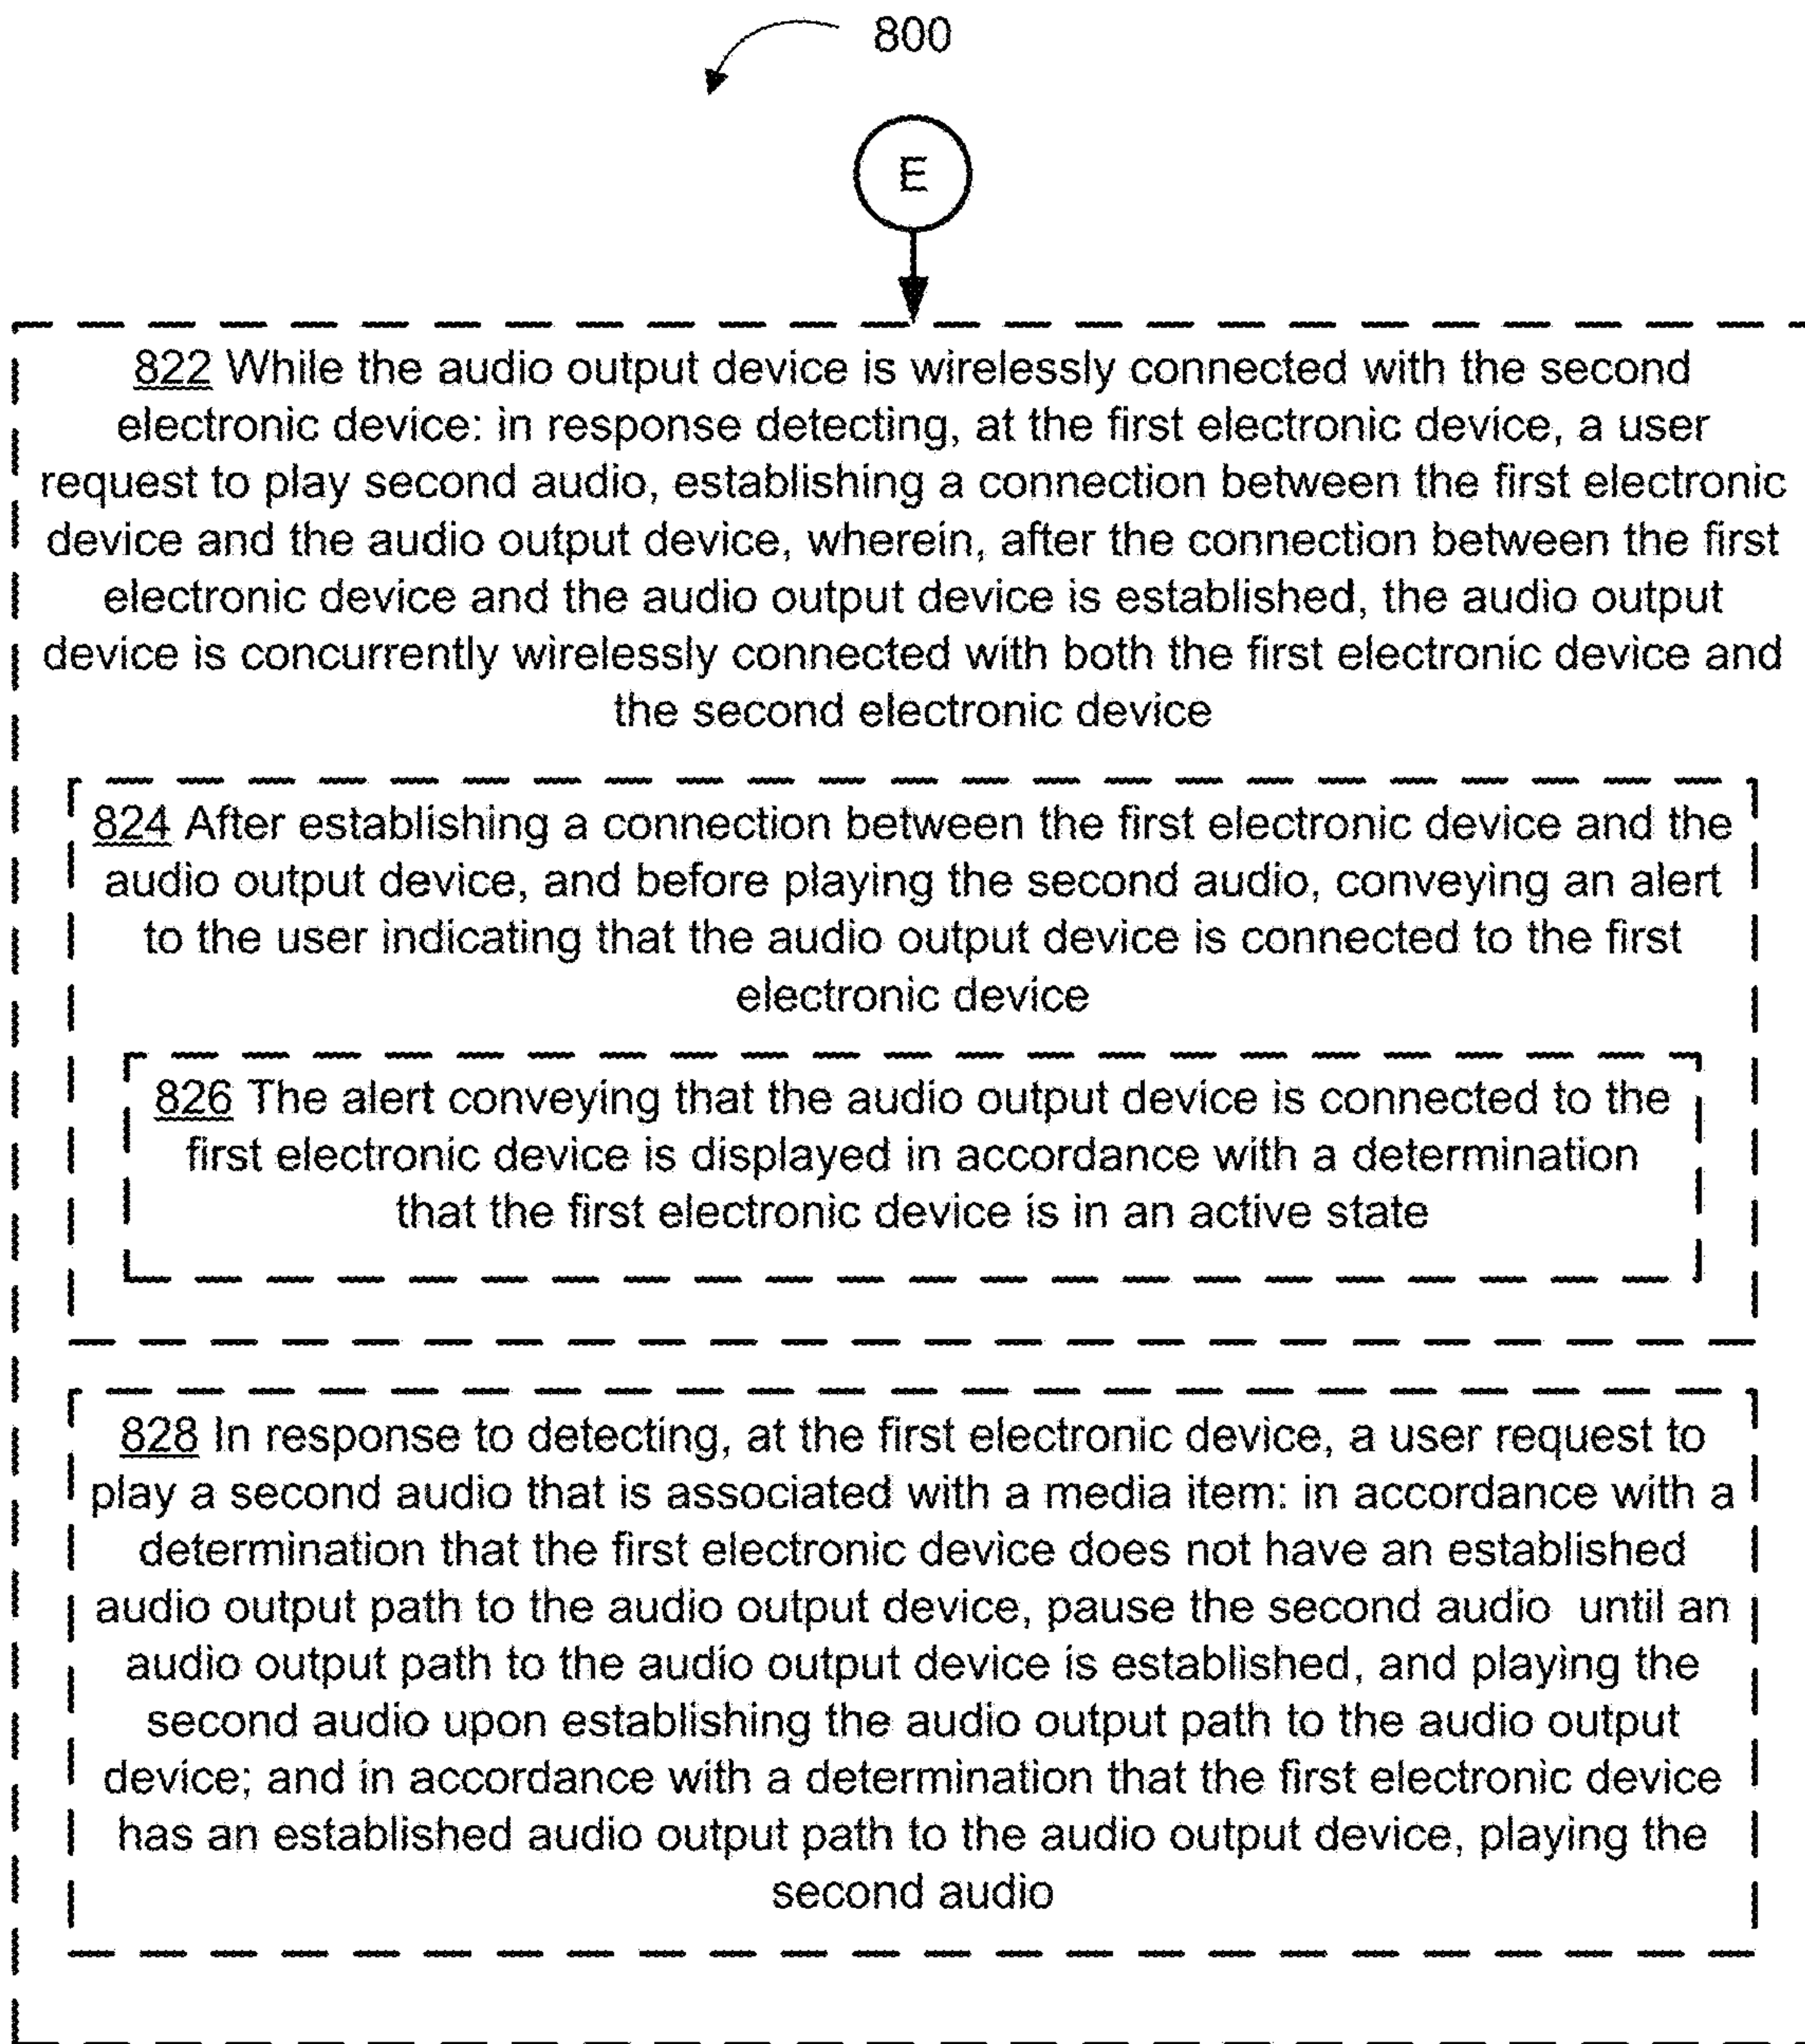 800
E
822 While the audio output device is wirelessly connected with the second
electronic device: in response detecting, at the first electronic device, a user
request to play second audio, establishing a connection between the first electronic
device and the audio output device, wherein, after the connection between the first
electronic device and the audio output device is established, the audio output
device is concurrently wirelessly connected with both the first electronic device and
the second electronic device
824 After establishing a connection between the first electronic device and the
audio output device, and before playing the second audio, conveying an alert
to the user indicating that the audio output device is connected to the first
electronic device
826 The alert conveying that the audio output device is connected to the
first electronic device is displayed in accordance with a determination
that the first electronic device is in an active state
828 In response to detecting, at the first electronic device, a user request to
play a second audio that is associated with a media item: in accordance with a
determination that the first electronic device does not have an established
audio output path to the audio output device, pause the second audio until an
audio output path to the audio output device is established, and playing the
second audio upon establishing the audio output path to the audio output
device; and in accordance with a determination that the first electronic device
has an established audio output path to the audio output device, playing the
second audio